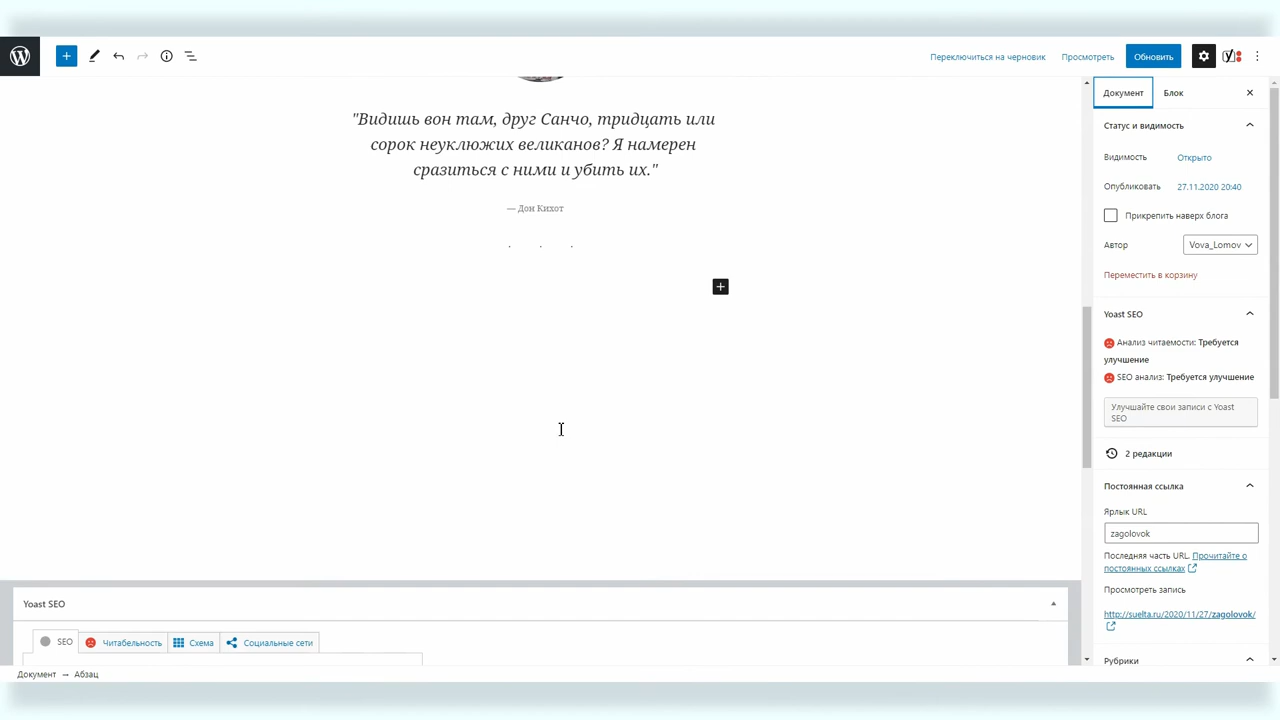 Переключиться на черновик
Просмотреть
Обновить
"Видишь вон там, друг Санчо, тридцать или
сорок неуклюжих великанов? Я намерен
сразиться с ними и убить их."
— Дон Кихот
. . .
Документ
Блок
Статус и видимость
Видимость
Открыто
Опубликовать
27.11.2020 20:40
Прикрепить наверх блога
Автор
Vova_Lomov
Переместить в корзину
Yoast SEO
Анализ читаемости: Требуется
улучшение
SEO анализ: Требуется улучшение
Улучшайте свои записи с Yoast
SEO
2 редакции
Постоянная ссылка
Ярлык URL
zagolovok
Последняя часть URL. Прочитайте о
постоянных ссылках
Просмотреть запись
http://suelta.ru/2020/11/27/zagolovok/
Рубрики
Yoast SEO
SEO
Читабельность
Схема
Социальные сети
Документ → Абзац